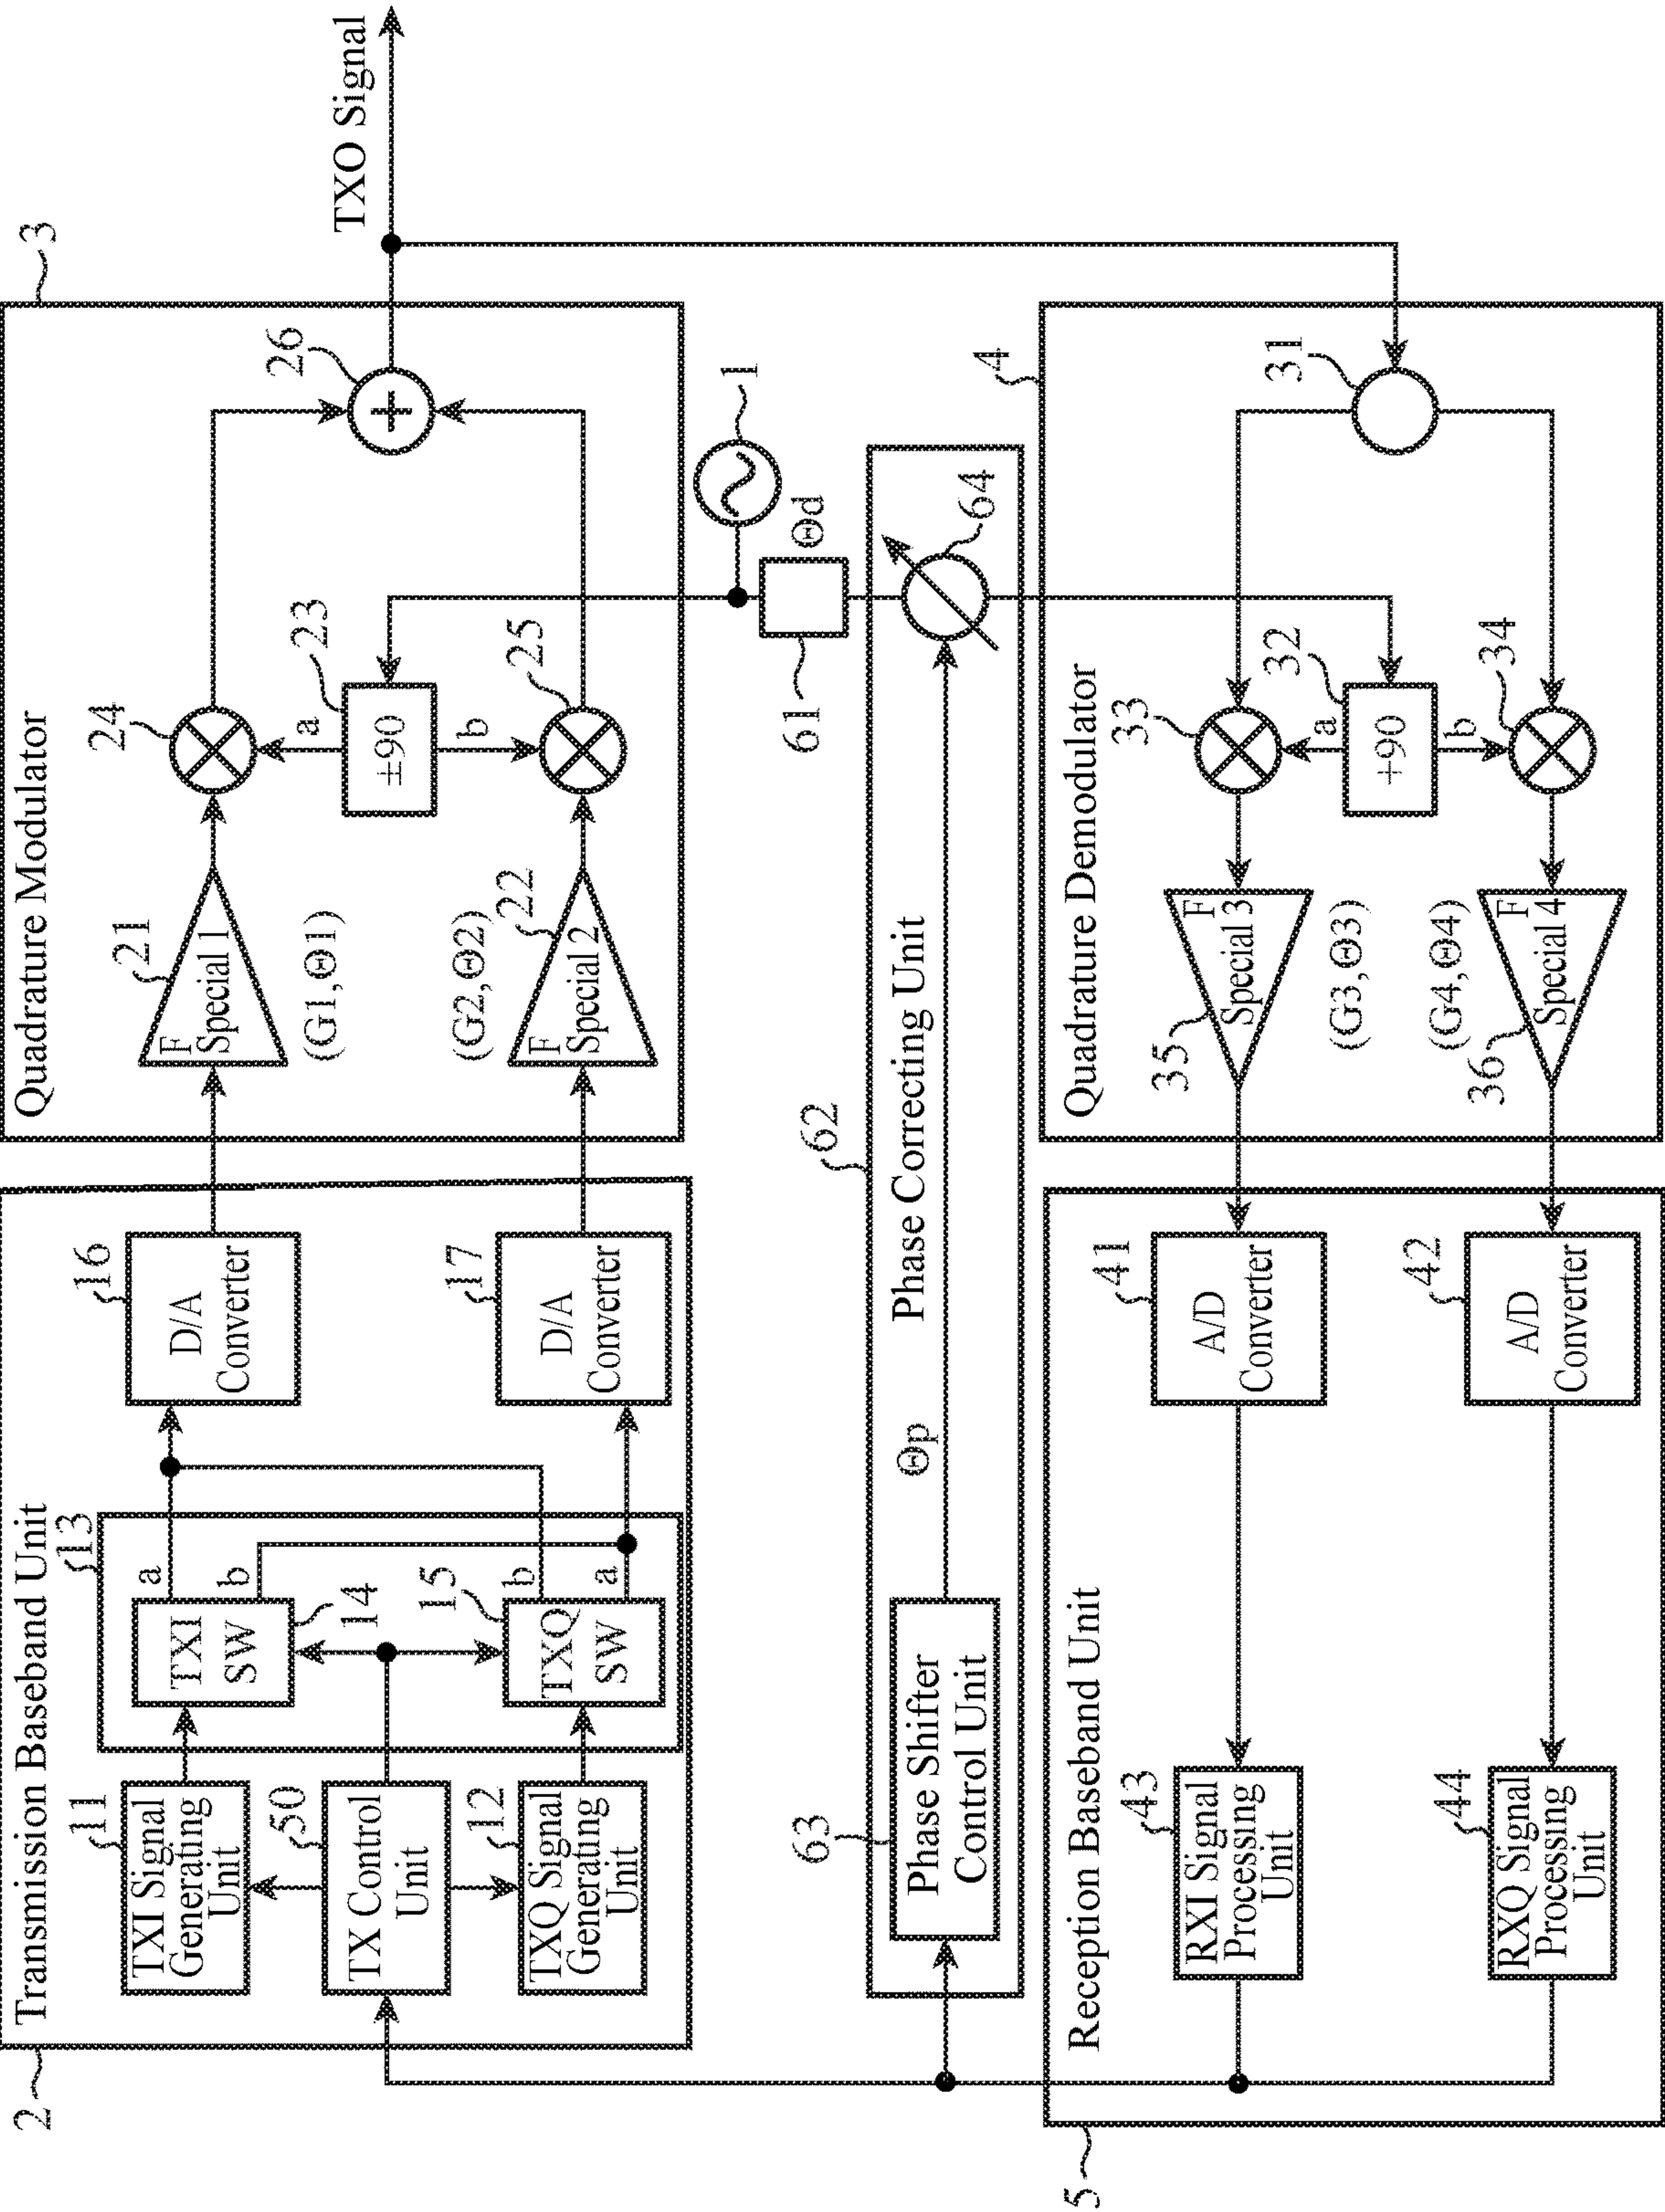 2
Transmission Baseband Unit
11
TXI Signal
Generating
Unit
50
TX Control
Unit
12
TXQ Signal
Generating
Unit
13
TXI
SW
a
b
14
15
TXQ
SW
b
a
16
D/A
Converter
17
D/A
Converter
3
Quadrature Modulator
21
F
Special 1
(G1,Θ1)
22
F
Special 2
(G2,Θ2)
24
23
±90
a
b
25
26
TXO Signal
1
61
Θd
62
Phase Correcting Unit
63
Phase Shifter
Control Unit
Θp
64
4
Quadrature Demodulator
31
33
32
+90
a
b
34
35
F
Special 3
(G3,Θ3)
36
F
Special 4
(G4,Θ4)
5
Reception Baseband Unit
41
A/D
Converter
42
A/D
Converter
43
RXI Signal
Processing
Unit
44
RXQ Signal
Processing
Unit